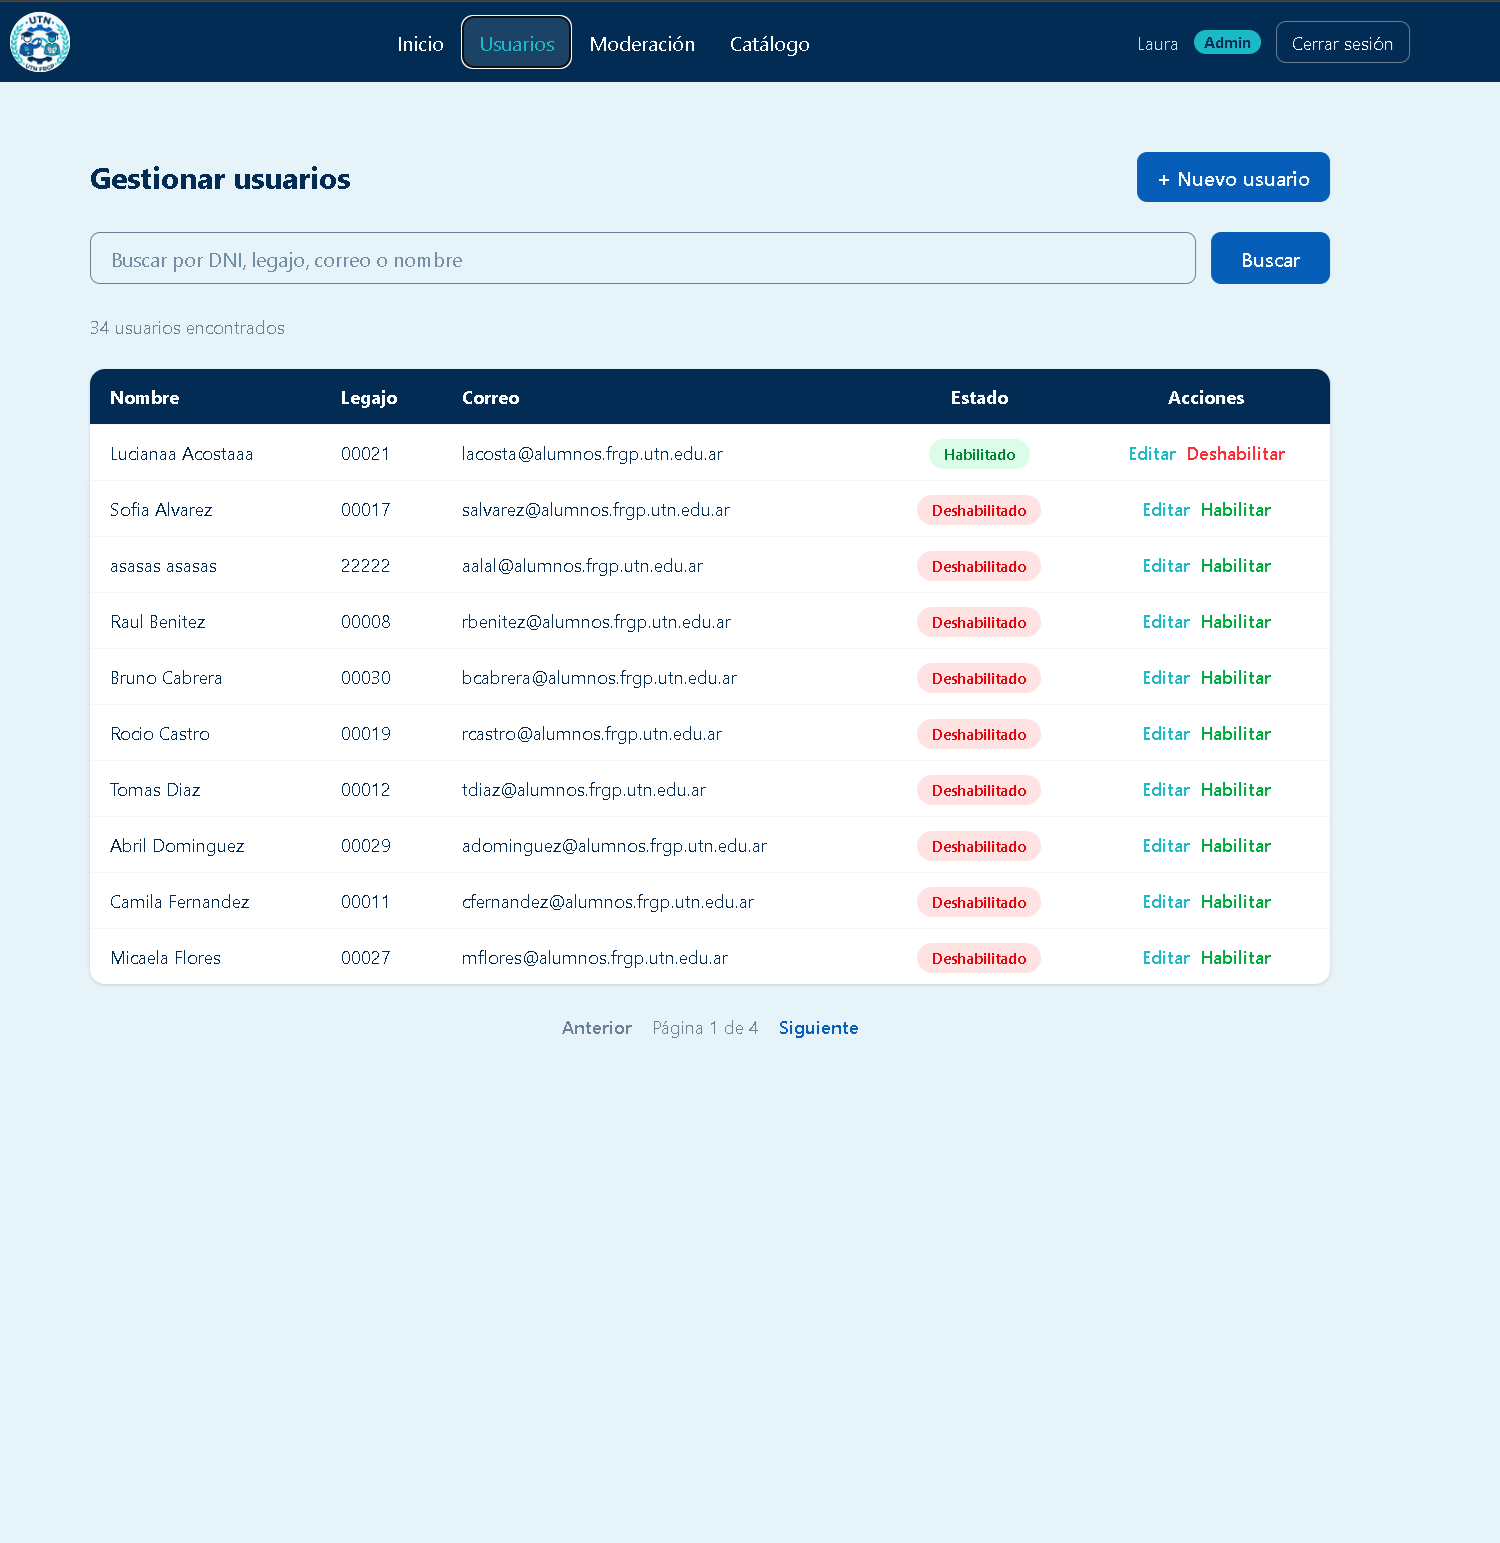 UTN
UTN FRGP
Inicio Usuarios Moderación Catálogo Laura Admin Cerrar sesión
Gestionar usuarios + Nuevo usuario
Buscar por DNI, legajo, correo o nombre Buscar
34 usuarios encontrados
Nombre Legajo Correo Estado Acciones
Lucianaa Acostaaa 00021 lacosta@alumnos.frgp.utn.edu.ar Habilitado Editar Deshabilitar
Sofia Alvarez 00017 salvarez@alumnos.frgp.utn.edu.ar Deshabilitado Editar Habilitar
asasas asasas 22222 aalal@alumnos.frgp.utn.edu.ar Deshabilitado Editar Habilitar
Raul Benitez 00008 rbenitez@alumnos.frgp.utn.edu.ar Deshabilitado Editar Habilitar
Bruno Cabrera 00030 bcabrera@alumnos.frgp.utn.edu.ar Deshabilitado Editar Habilitar
Rocio Castro 00019 rcastro@alumnos.frgp.utn.edu.ar Deshabilitado Editar Habilitar
Tomas Diaz 00012 tdiaz@alumnos.frgp.utn.edu.ar Deshabilitado Editar Habilitar
Abril Dominguez 00029 adominguez@alumnos.frgp.utn.edu.ar Deshabilitado Editar Habilitar
Camila Fernandez 00011 cfernandez@alumnos.frgp.utn.edu.ar Deshabilitado Editar Habilitar
Micaela Flores 00027 mflores@alumnos.frgp.utn.edu.ar Deshabilitado Editar Habilitar
Anterior Página 1 de 4 Siguiente